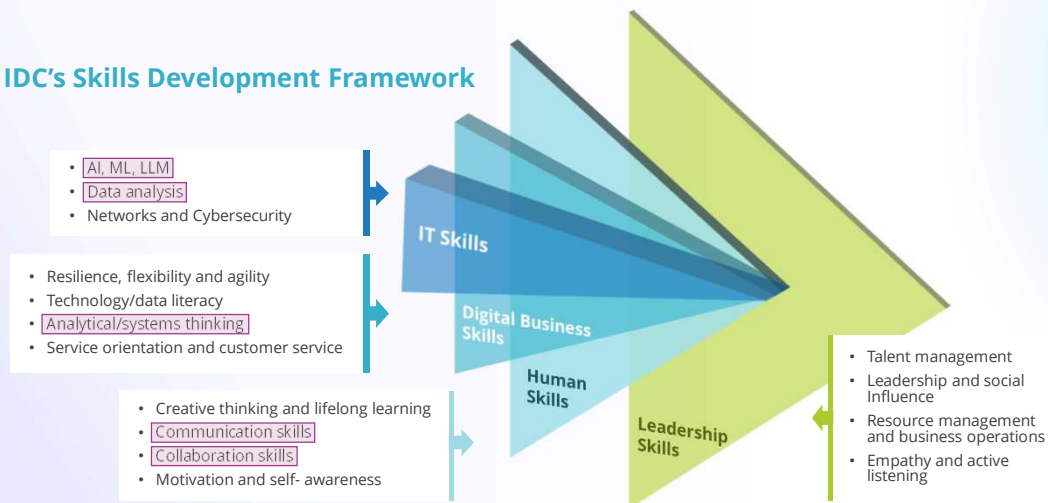 IDC's Skills Development Framework
• AI, ML, LLM
• Data analysis
• Networks and Cybersecurity
IT Skills
• Resilience, flexibility and agility
• Technology/data literacy
• Analytical/systems thinking
• Service orientation and customer service
Digital Business
Skills
• Creative thinking and lifelong learning
• Communication skills
• Collaboration skills
• Motivation and self- awareness
Human
Skills
Leadership
Skills
• Talent management
• Leadership and social
Influence
• Resource management
and business operations
• Empathy and active
listening